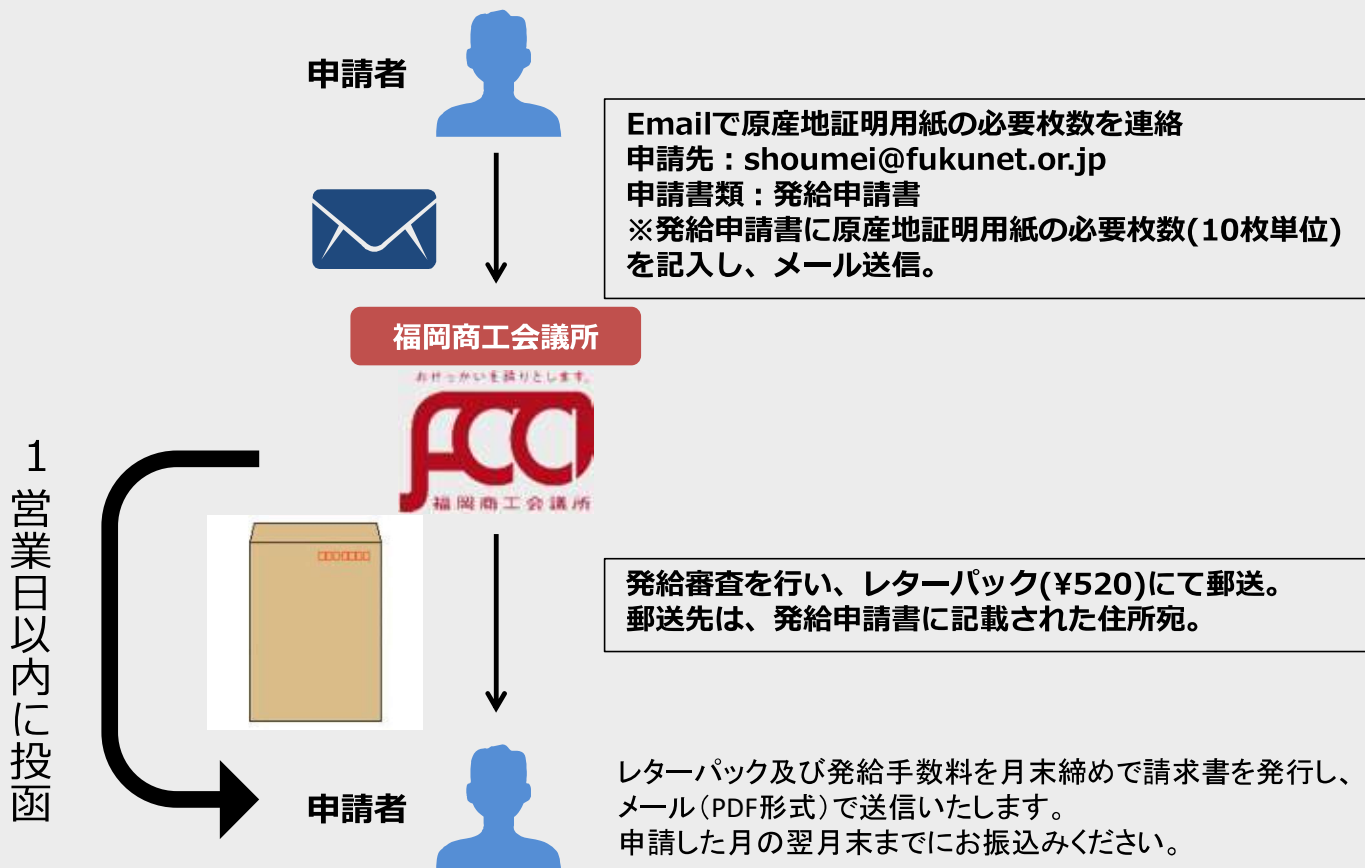 申請者
Emailで原産地証明用紙の必要枚数を連絡
申請先：shoumei@fukunet.or.jp
申請書類：発給申請書
※発給申請書に原産地証明用紙の必要枚数(10枚単位)
を記入し、メール送信。
福岡商工会議所
おせっかいを誇りとします。
FCCI
福岡商工会議所
1営業日以内に投函
発給審査を行い、レターパック(¥520)にて郵送。
郵送先は、発給申請書に記載された住所宛。
申請者
レターパック及び発給手数料を月末締めで請求書を発行し、
メール（PDF形式）で送信いたします。
申請した月の翌月末までにお振込みください。